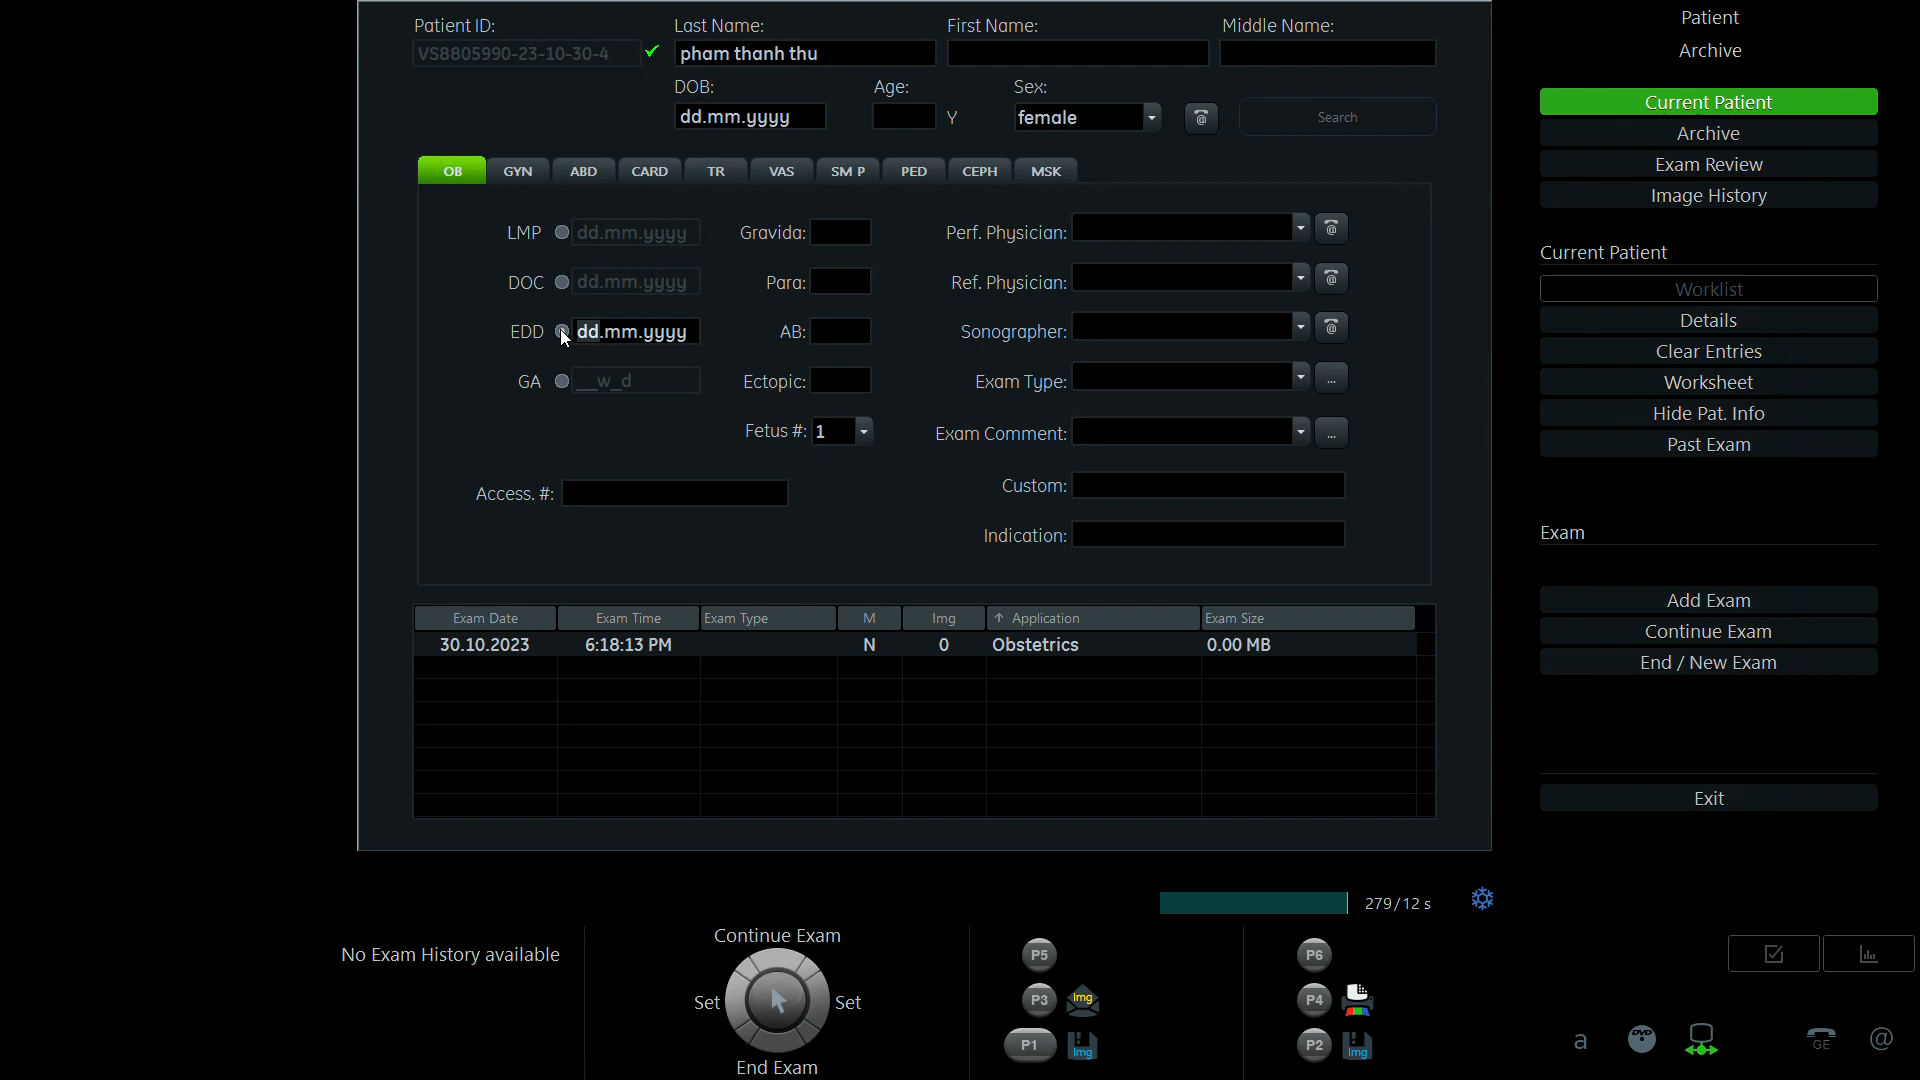 Patient ID: Last Name: First Name: Middle Name:
VS8805990-23-10-30-4 pham thanh thu
DOB: Age: Sex:
dd.mm.yyyy Y female @ Search
OB GYN ABD CARD TR VAS SM P PED CEPH MSK
LMP dd.mm.yyyy Gravida: Perf. Physician: @
DOC dd.mm.yyyy Para: Ref. Physician: @
EDD dd.mm.yyyy AB: Sonographer: @
GA __w_d Ectopic: Exam Type: ...
Fetus #: 1 Exam Comment: ...
Access. #: Custom:
Indication:
Exam Date Exam Time Exam Type M Img ↑ Application Exam Size
30.10.2023 6:18:13 PM N 0 Obstetrics 0.00 MB
Patient
Archive
Current Patient
Archive
Exam Review
Image History
Current Patient
Worklist
Details
Clear Entries
Worksheet
Hide Pat. Info
Past Exam
Exam
Add Exam
Continue Exam
End / New Exam
Exit
279/12 s
No Exam History available
Continue Exam
Set Set
End Exam
P5 P6
P3 Img P4
P1 Img P2 Img
a DVD GE @